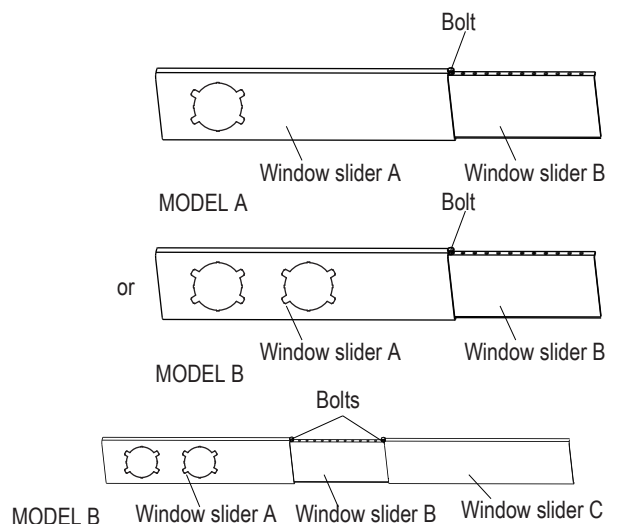 Bolt
Window slider A
Window slider B
MODEL A
Bolt
or
Window slider A
Window slider B
MODEL B
Bolts
MODEL B
Window slider A
Window slider B
Window slider C